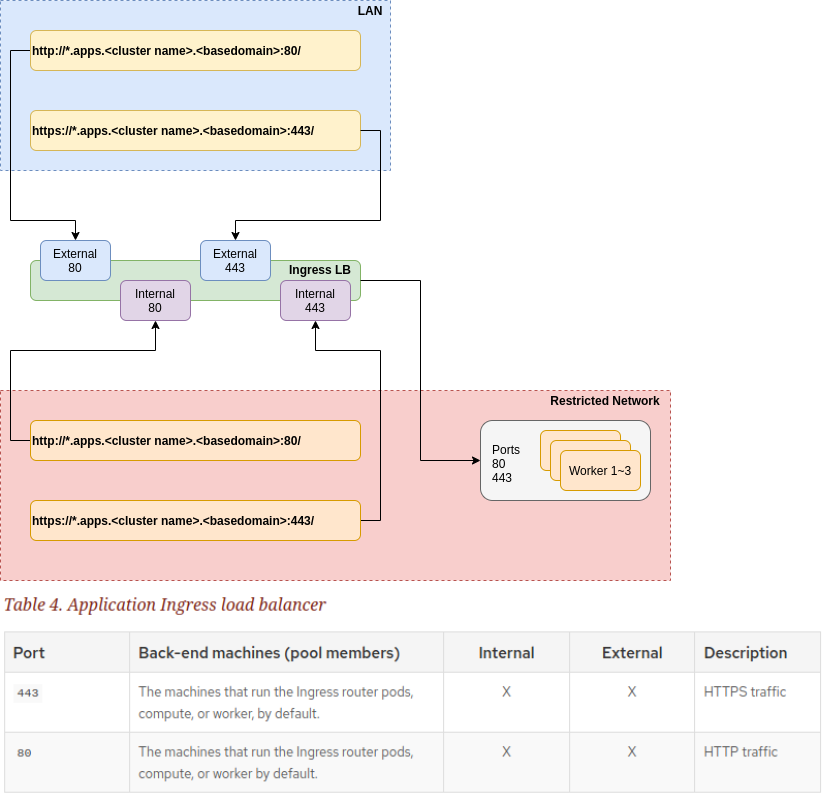 LAN
http://*.apps.<cluster name>.<basedomain>:80/
https://*.apps.<cluster name>.<basedomain>:443/
External
80
External
443
Ingress LB
Internal
80
Internal
443
Restricted Network
http://*.apps.<cluster name>.<basedomain>:80/
Ports
80
443
Worker 1~3
https://*.apps.<cluster name>.<basedomain>:443/
Table 4. Application Ingress load balancer
Port Back-end machines (pool members) Internal External Description
443 The machines that run the Ingress router pods, X X HTTPS traffic
compute, or worker, by default.
80 The machines that run the Ingress router pods, X X HTTP traffic
compute, or worker by default.